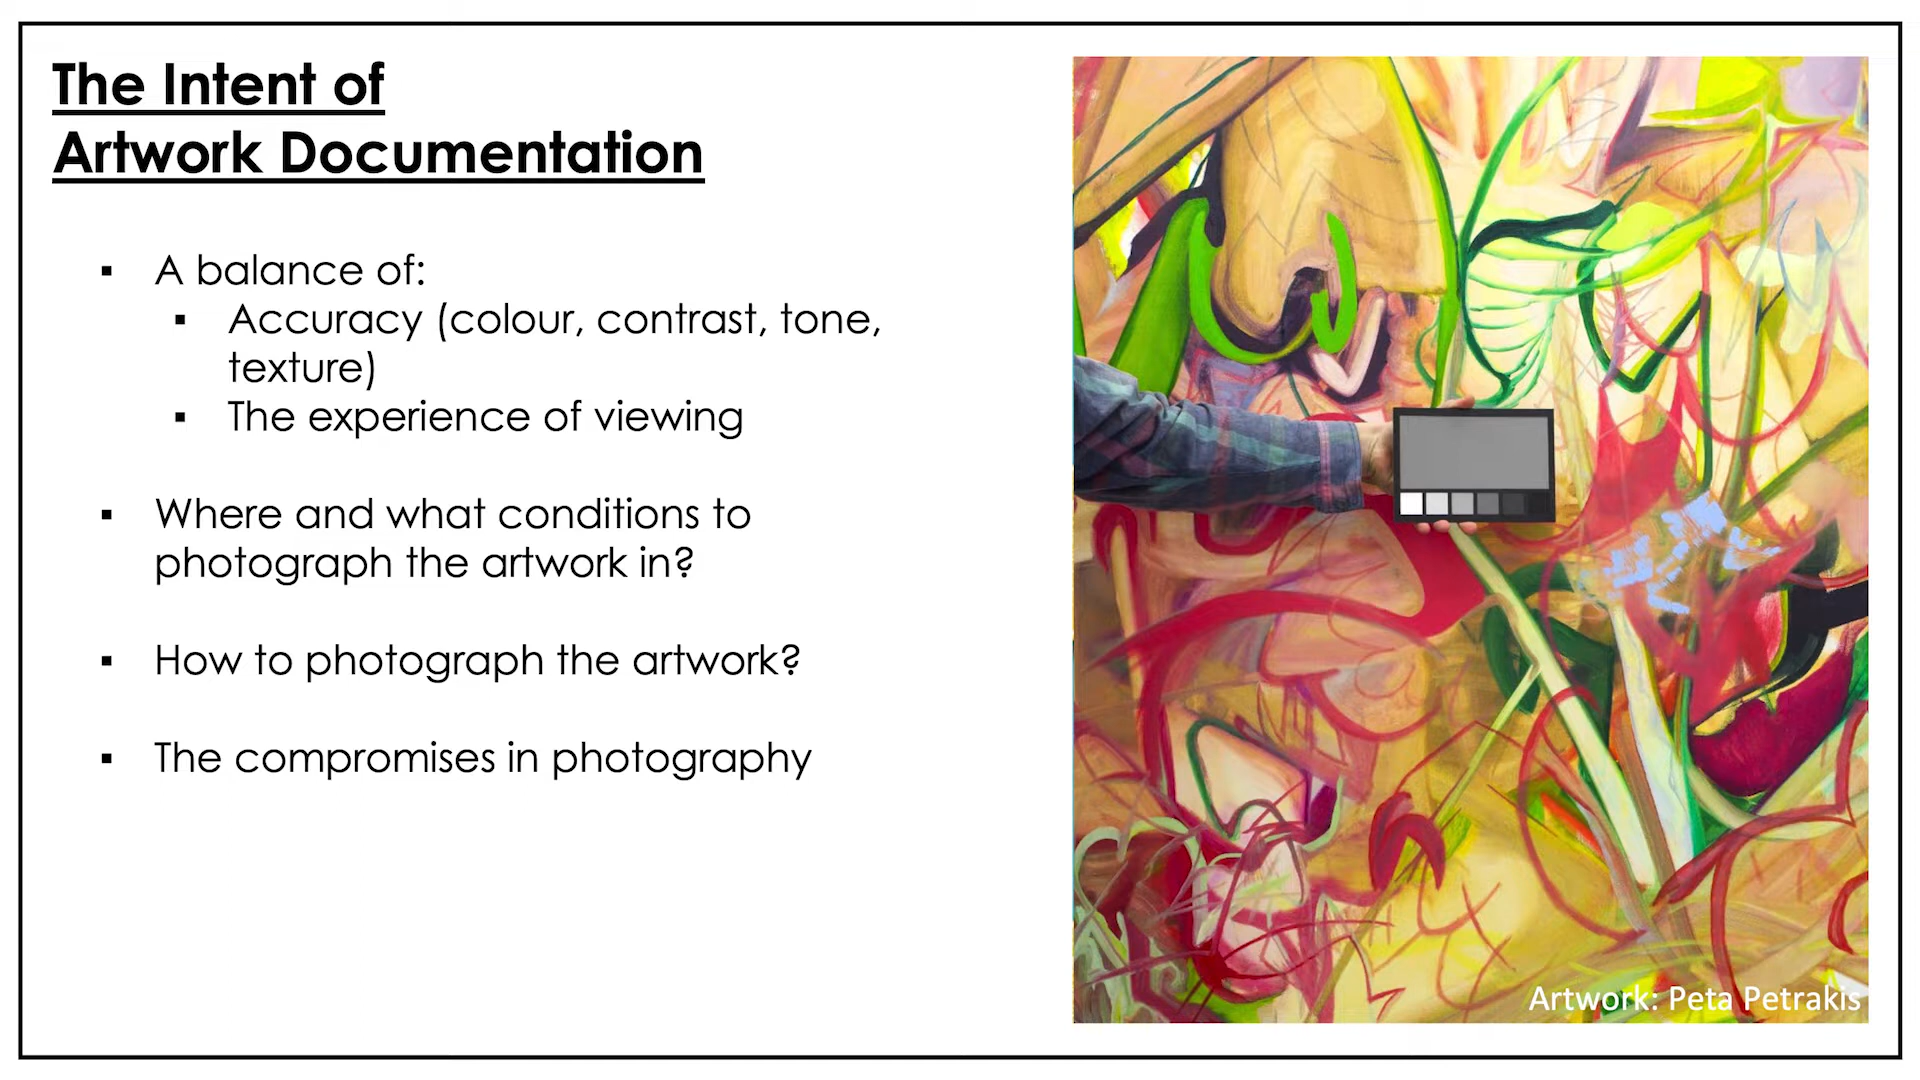 The Intent of
Artwork Documentation
▪ A balance of:
▪ Accuracy (colour, contrast, tone,
texture)
▪ The experience of viewing
▪ Where and what conditions to
photograph the artwork in?
▪ How to photograph the artwork?
▪ The compromises in photography
Artwork: Peta Petrakis